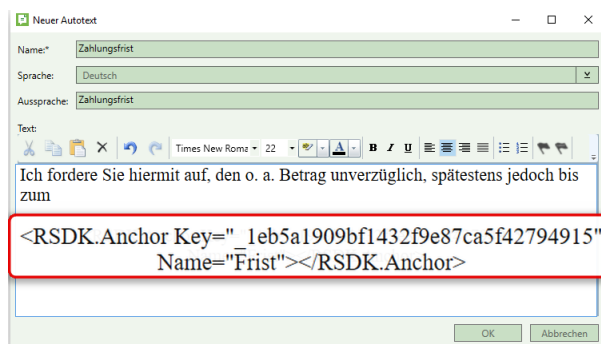 Neuer Autotext
Name:* Zahlungsfrist
Sprache: Deutsch
Aussprache: Zahlungsfrist
Text:
Times New Roma 22 A B I U
Ich fordere Sie hiermit auf, den o. a. Betrag unverzüglich, spätestens jedoch bis
zum
<RSDK.Anchor Key="_1eb5a1909bf1432f9e87ca5f42794915"
Name="Frist"></RSDK.Anchor>
OK Abbrechen